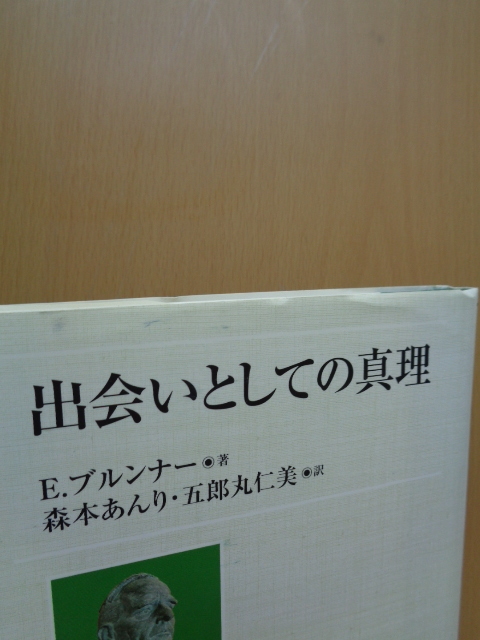 出会いとしての真理
E.ブルンナー◉著
森本あんり・五郎丸仁美◉訳